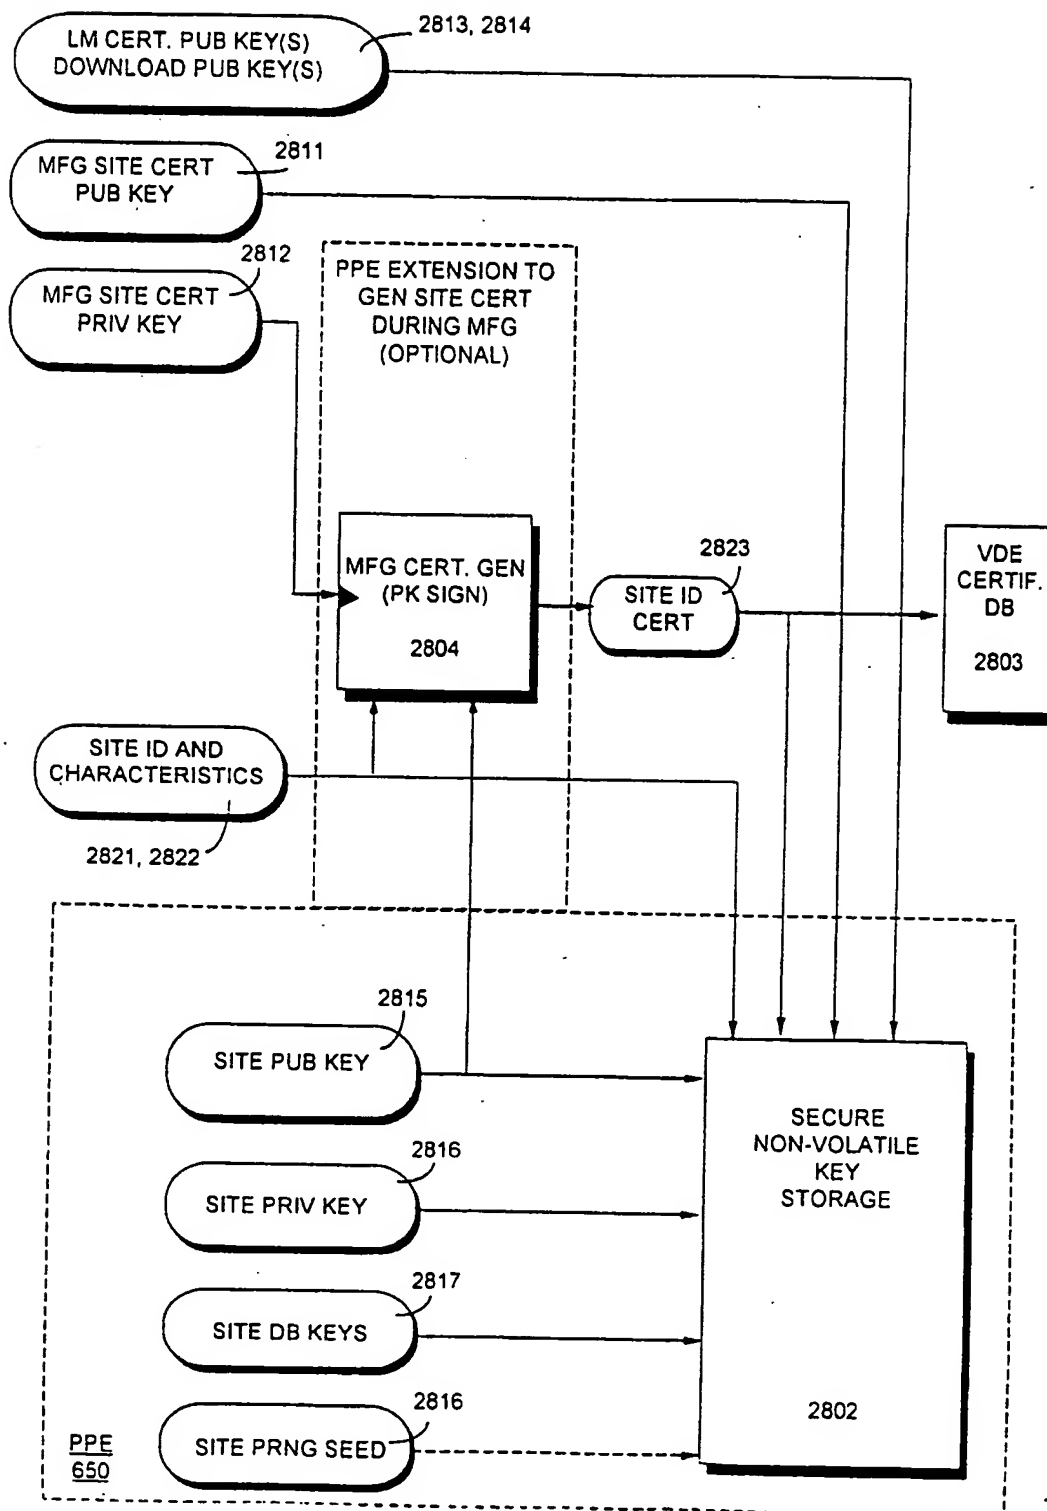 LM CERT. PUB KEY(S)
DOWNLOAD PUB KEY(S)
2813, 2814
MFG SITE CERT
PUB KEY
2811
MFG SITE CERT
PRIV KEY
2812
PPE EXTENSION TO
GEN SITE CERT
DURING MFG
(OPTIONAL)
MFG CERT. GEN
(PK SIGN)
2804
SITE ID
CERT
2823
VDE
CERTIF.
DB
2803
SITE ID AND
CHARACTERISTICS
2821, 2822
SITE PUB KEY
2815
SITE PRIV KEY
2816
SITE DB KEYS
2817
SITE PRNG SEED
2816
SECURE
NON-VOLATILE
KEY
STORAGE
2802
PPE
650